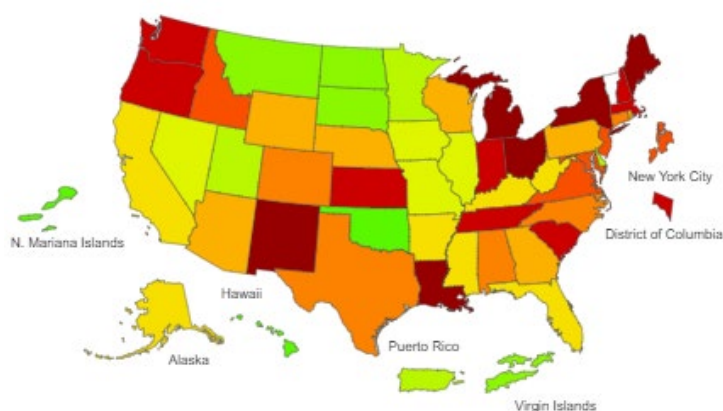 New York City
District of Columbia
N. Mariana Islands
Hawaii
Alaska
Puerto Rico
Virgin Islands